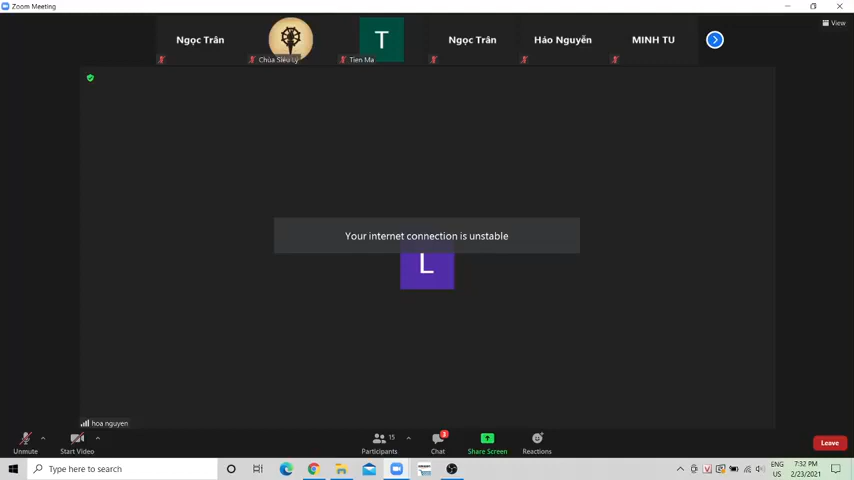 Zoom Meeting
View
Ngọc Trân
Chùa Siêu Lý
T
Tien Ma
Ngọc Trân
Hảo Nguyễn
MINH TU
Your internet connection is unstable
L
hoa nguyen
Unmute
Start Video
15
Participants
3
Chat
Share Screen
Reactions
Leave
Type here to search
ENG
US
7:32 PM
2/23/2021